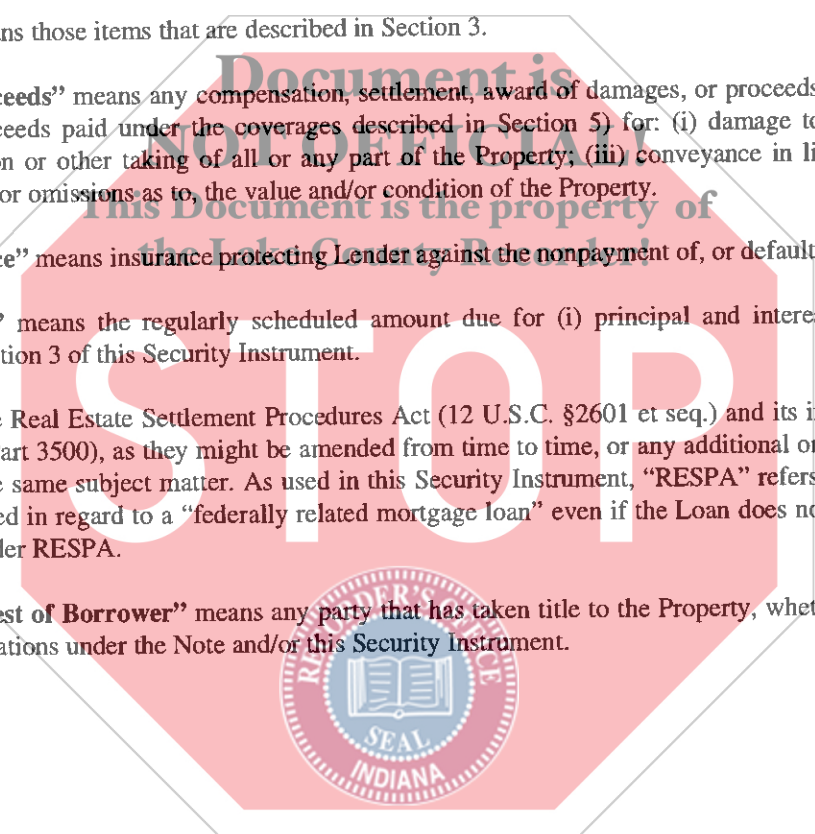 ns those items that are described in Section 3.
Document is
eeds” means any compensation, settlement, award of damages, or proceeds
ceeds paid under the coverages described in Section 5) for: (i) damage to
NOT OFFICIAL!
on or other taking of all or any part of the Property; (iii) conveyance in li
or omissions as to, the value and/or condition of the Property.
This Document is the property of
the Lake County Recorder!
ce” means insurance protecting Lender against the nonpayment of, or default
” means the regularly scheduled amount due for (i) principal and intere
tion 3 of this Security Instrument.
STOP
e Real Estate Settlement Procedures Act (12 U.S.C. §2601 et seq.) and its i
art 3500), as they might be amended from time to time, or any additional or
e same subject matter. As used in this Security Instrument, “RESPA” refers
ed in regard to a “federally related mortgage loan” even if the Loan does no
der RESPA.
est of Borrower” means any party that has taken title to the Property, whet
ations under the Note and/or this Security Instrument.
RECORDER'S OFFICE
SEAL
INDIANA